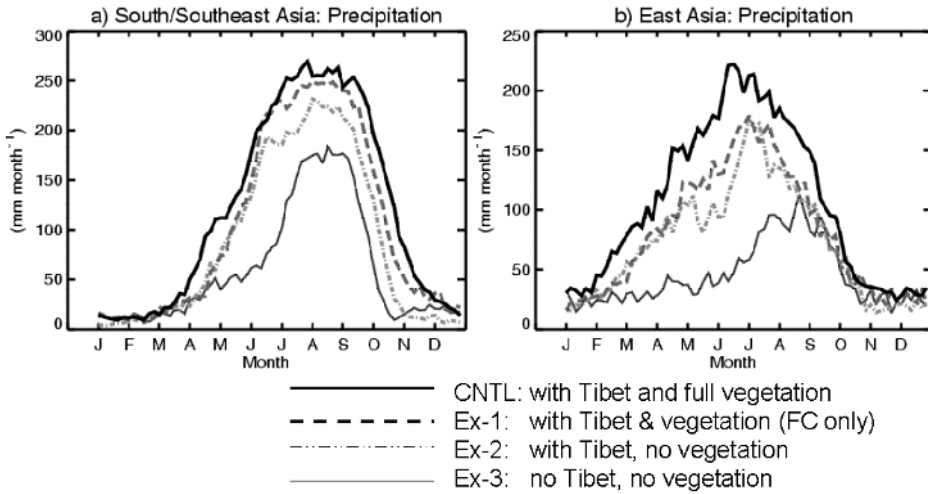 a) South/Southeast Asia: Precipitation
300
250
200
150
100
50
0
(mm month⁻¹)
J F M A M J J A S O N D
Month
b) East Asia: Precipitation
250
200
150
100
50
0
(mm month⁻¹)
J F M A M J J A S O N D
Month
CNTL: with Tibet and full vegetation
Ex-1: with Tibet & vegetation (FC only)
Ex-2: with Tibet, no vegetation
Ex-3: no Tibet, no vegetation